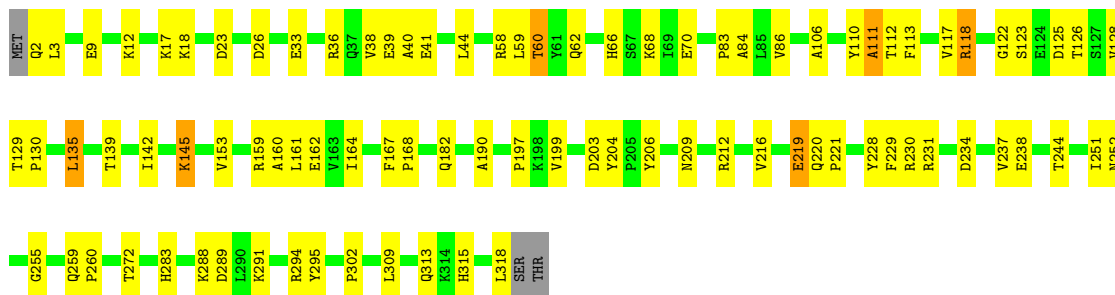 MET Q2 L3 E9 K12 K17 K18 D23 D26 E33 R36 Q37 V38 E39 A40 E41 L44 R58 L59 T60 Y61 Q62 H66 S67 K68 I69 E70 P83 A84 L85 V86 A106 Y110 A111 T112 F113 V117 R118 G122 S123 E124 D125 T126 S127 V128
T129 P130 L135 T139 I142 K145 V153 R159 A160 L161 E162 V163 I164 F167 P168 Q182 A190 P197 K198 V199 D203 Y204 P205 Y206 N209 R212 V216 E219 Q220 P221 Y228 F229 R230 R231 D234 V237 E238 T244 I251 N252
G255 Q259 P260 T272 H283 K288 D289 L290 K291 R294 Y295 P302 L309 Q313 K314 H315 L318 SER THR